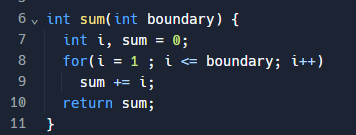 6 int sum(int boundary) {
7 int i, sum = 0;
8 for(i = 1 ; i <= boundary; i++)
9 sum += i;
10 return sum;
11 }